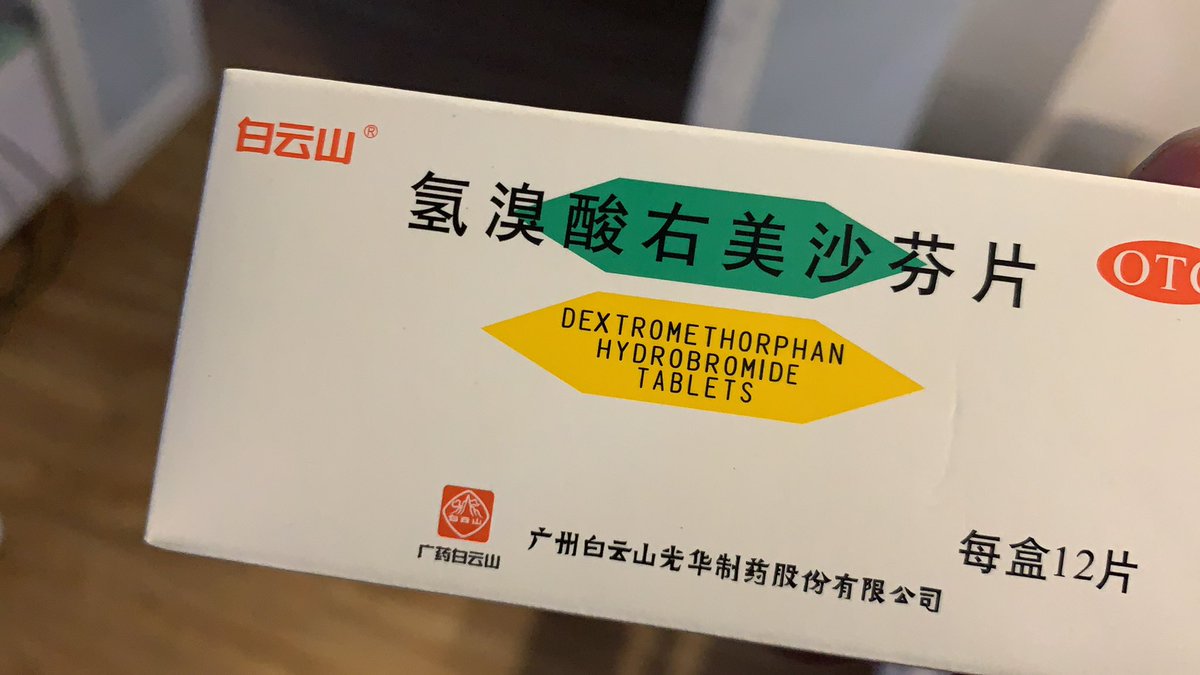 白云山®
氢溴酸右美沙芬片
OTC
DEXTROMETHORPHAN
HYDROBROMIDE
TABLETS
白云山
广药白云山
广州白云山光华制药股份有限公司
每盒12片